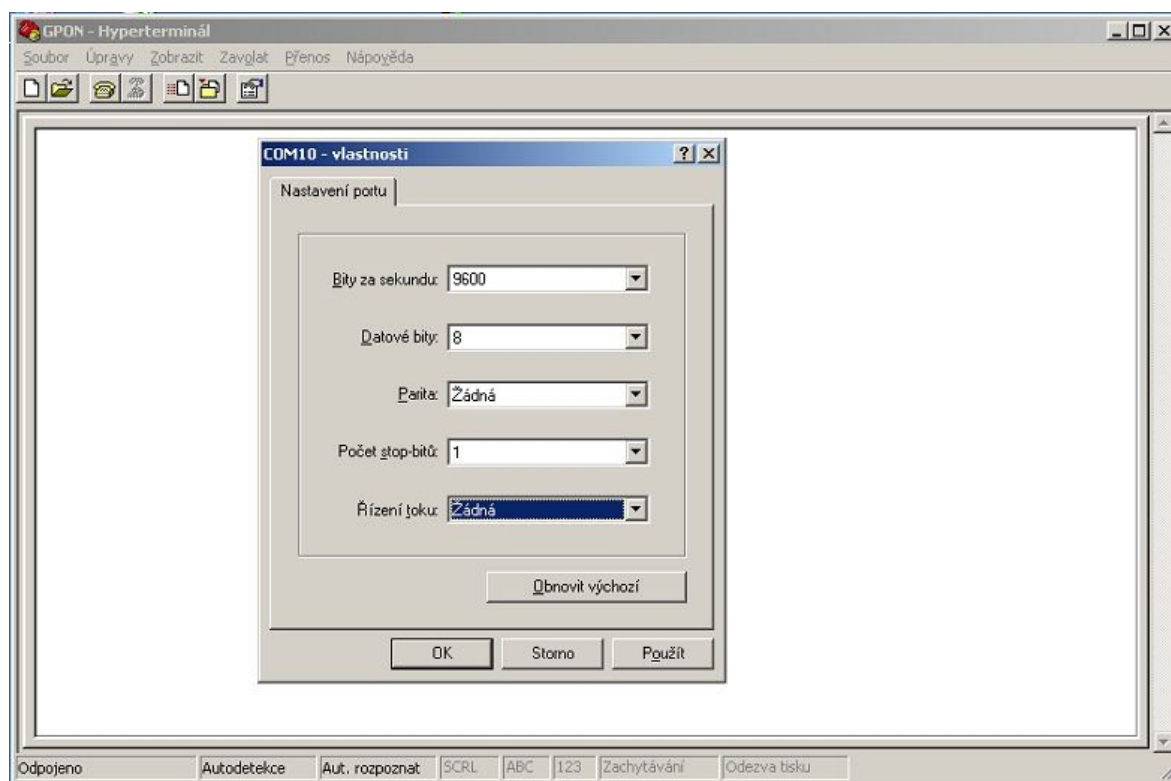 GPON - Hyperterminál
Soubor Úpravy Zobrazit Zavolat Přenos Nápověda
COM10 - vlastnosti
Nastavení portu
Bity za sekundu: 9600
Datové bity: 8
Parita: Žádná
Počet stop-bitů: 1
Řízení toku: Žádná
Obnovit výchozí
OK Storno Použít
Odpojeno Autodetekce Aut. rozpoznat SCRL ABC 123 Zachytávání Odezva tisku